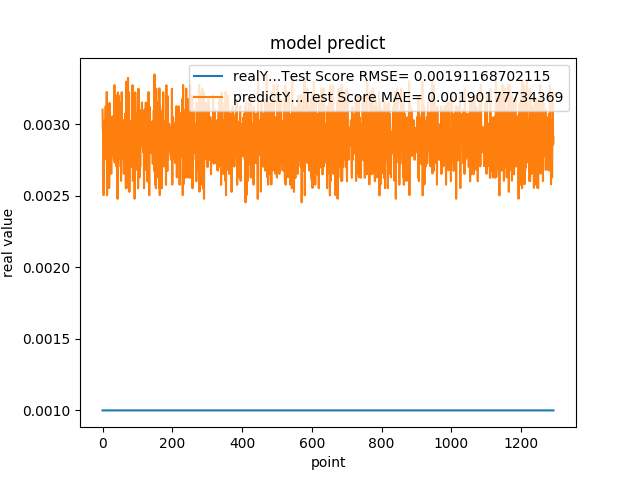 model predict
realY...Test Score RMSE= 0.00191168702115
predictY...Test Score MAE= 0.00190177734369
0.0030
0.0025
0.0020
0.0015
0.0010
real value
0 200 400 600 800 1000 1200
point